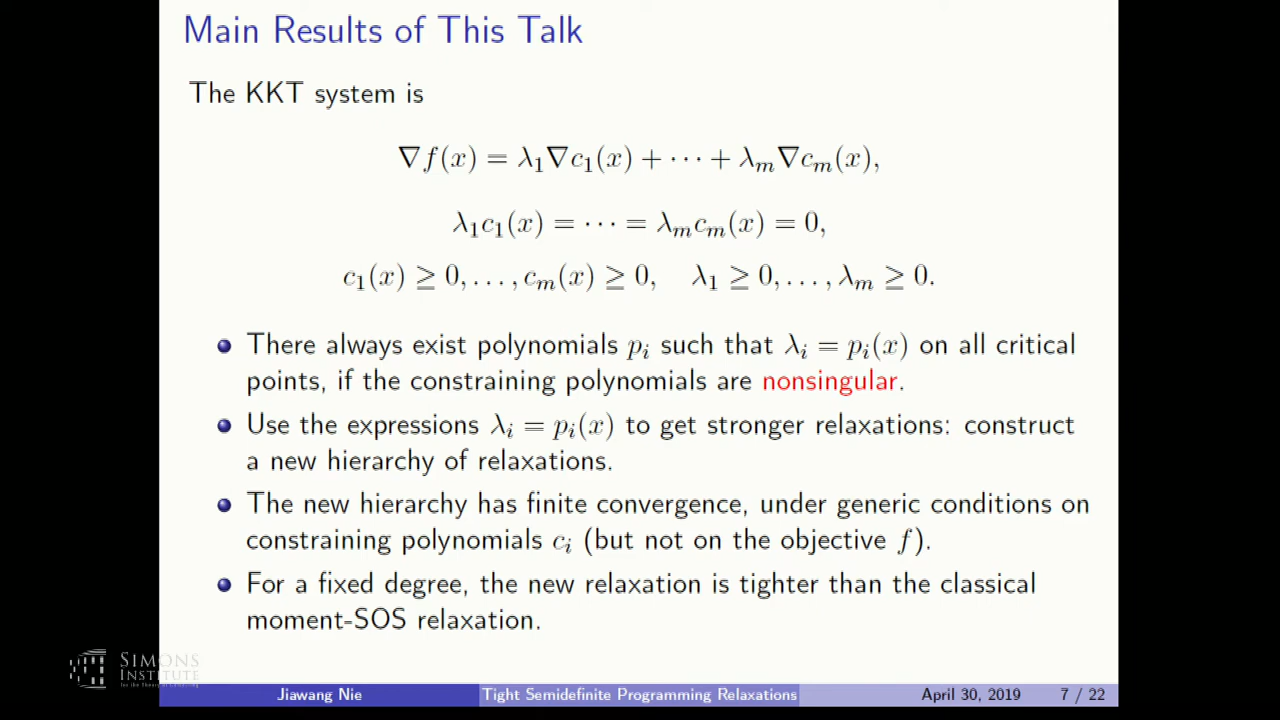 Main Results of This Talk
The KKT system is
∇f(x) = λ₁∇c₁(x) + ··· + λₘ∇cₘ(x),
λ₁c₁(x) = ··· = λₘcₘ(x) = 0,
c₁(x) ≥ 0, . . . , cₘ(x) ≥ 0, λ₁ ≥ 0, . . . , λₘ ≥ 0.
There always exist polynomials pᵢ such that λᵢ = pᵢ(x) on all critical
points, if the constraining polynomials are nonsingular.
Use the expressions λᵢ = pᵢ(x) to get stronger relaxations: construct
a new hierarchy of relaxations.
The new hierarchy has finite convergence, under generic conditions on
constraining polynomials cᵢ (but not on the objective f).
For a fixed degree, the new relaxation is tighter than the classical
moment-SOS relaxation.
SIMONS
INSTITUTE
for the Theory of Computing
Jiawang Nie Tight Semidefinite Programming Relaxations April 30, 2019 7 / 22